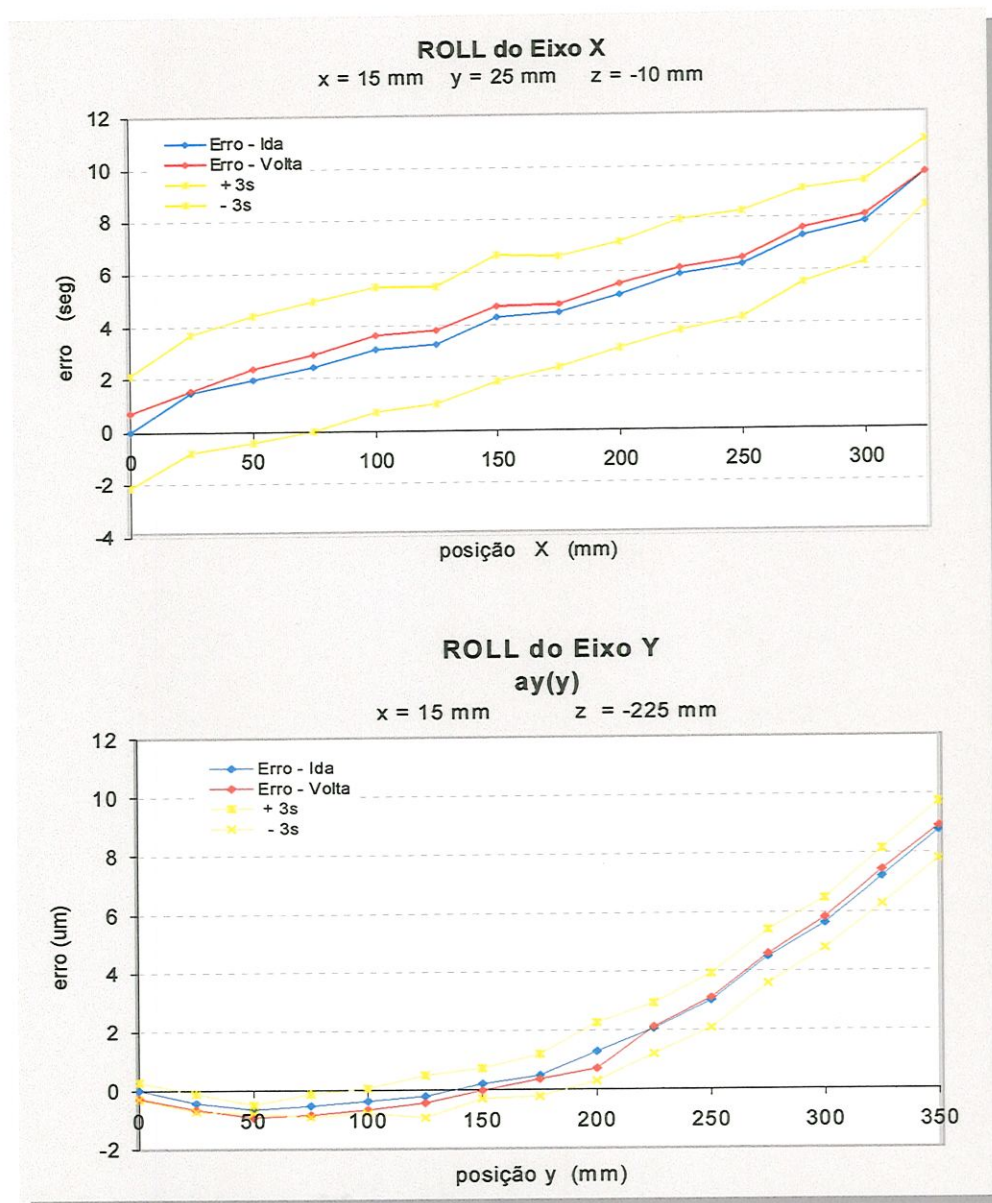 ROLL do Eixo X
x = 15 mm y = 25 mm z = -10 mm
12
10
8
6
4
2
0
-2
-4
erro (seg)
Erro - Ida
Erro - Volta
+ 3s
- 3s
0 50 100 150 200 250 300
posição X (mm)
ROLL do Eixo Y
ay(y)
x = 15 mm z = -225 mm
12
10
8
6
4
2
0
-2
erro (um)
Erro - Ida
Erro - Volta
+ 3s
- 3s
0 50 100 150 200 250 300 350
posição y (mm)